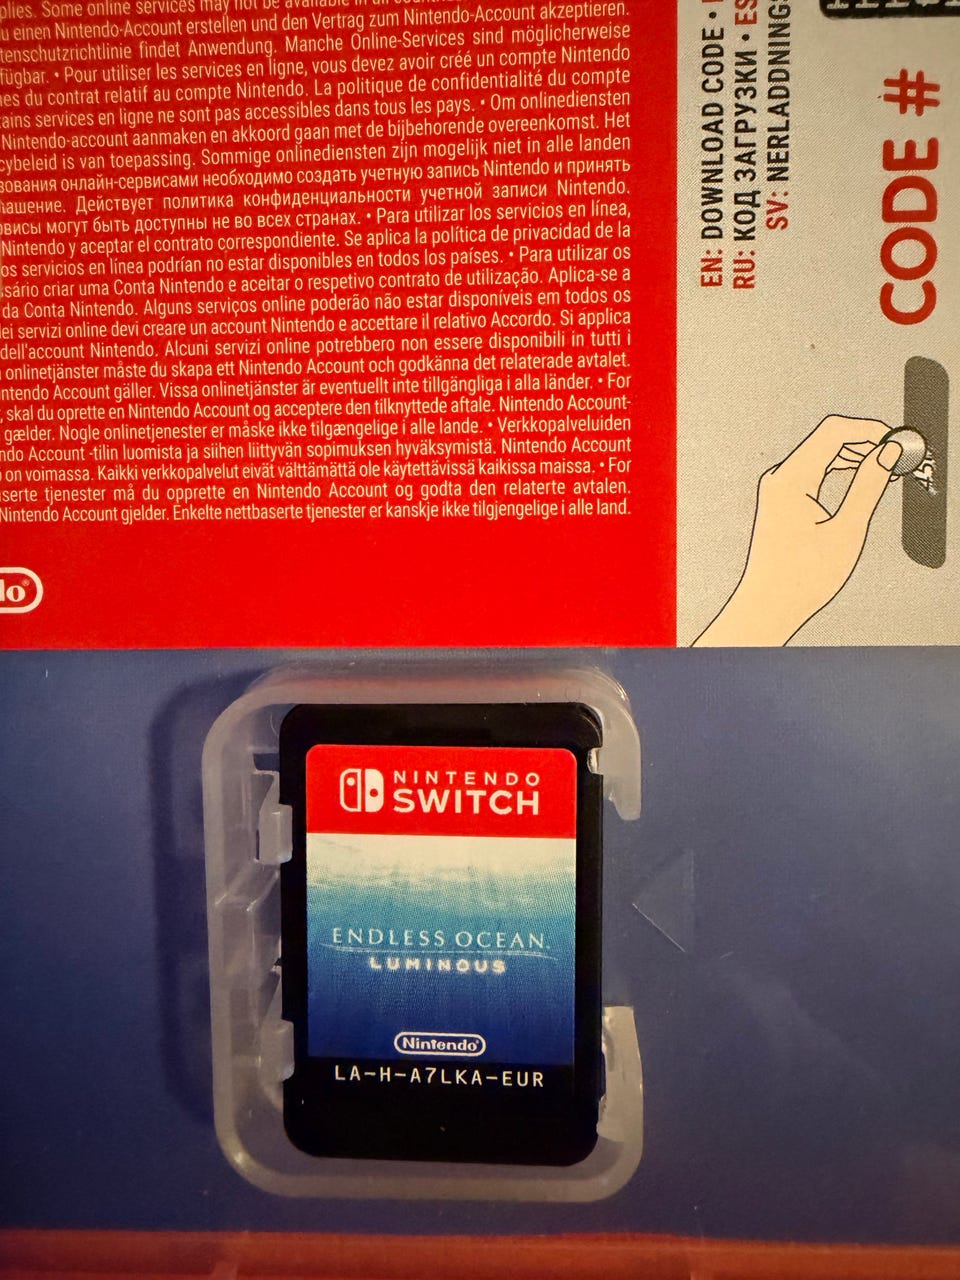 plies. Some online services may not be available in all countries
u einen Nintendo-Account erstellen und den Vertrag zum Nintendo-Account akzeptieren.
tenschutzrichtlinie findet Anwendung. Manche Online-Services sind möglicherweise
fügbar. • Pour utiliser les services en ligne, vous devez avoir créé un compte Nintendo
es du contrat relatif au compte Nintendo. La politique de confidentialité du compte
ains services en ligne ne sont pas accessibles dans tous les pays. • Om onlinediensten
Nintendo-account aanmaken en akkoord gaan met de bijbehorende overeenkomst. Het
cybeleid is van toepassing. Sommige onlinediensten zijn mogelijk niet in alle landen
зования онлайн-сервисами необходимо создать учетную запись Nintendo и принять
лашение. Действует политика конфиденциальности учетной записи Nintendo.
рвисы могут быть доступны не во всех странах. • Para utilizar los servicios en línea,
Nintendo y aceptar el contrato correspondiente. Se aplica la política de privacidad de la
os servicios en línea podrían no estar disponibles en todos los países. • Para utilizar os
sário criar uma Conta Nintendo e aceitar o respetivo contrato de utilização. Aplica-se a
da Conta Nintendo. Alguns serviços online poderão não estar disponíveis em todos os
lei servizi online devi creare un account Nintendo e accettare il relativo Accordo. Si applica
dell'account Nintendo. Alcuni servizi online potrebbero non essere disponibili in tutti i
onlinetjänster måste du skapa ett Nintendo Account och godkänna det relaterade avtalet.
intendo Account gäller. Vissa onlinetjänster är eventuellt inte tillgängliga i alla länder. • For
, skal du oprette en Nintendo Account og acceptere den tilknyttede aftale. Nintendo Account-
gælder. Nogle onlinetjenester er måske ikke tilgængelige i alle lande. • Verkkopalveluiden
ndo Account -tilin luomista ja siihen liittyvän sopimuksen hyväksymistä. Nintendo Account
on voimassa. Kaikki verkkopalvelut eivät välttämättä ole käytettävissä kaikissa maissa. • For
serte tjenester må du opprette en Nintendo Account og godta den relaterte avtalen.
Nintendo Account gjelder. Enkelte nettbaserte tjenester er kanskje ikke tilgjengelige i alle land.
do®
EN: DOWNLOAD CODE •
RU: КОД ЗАГРУЗКИ • ES
SV: NERLADDNING
CODE #
NINTENDO
SWITCH
ENDLESS OCEAN™
LUMINOUS
Nintendo®
LA-H-A7LKA-EUR